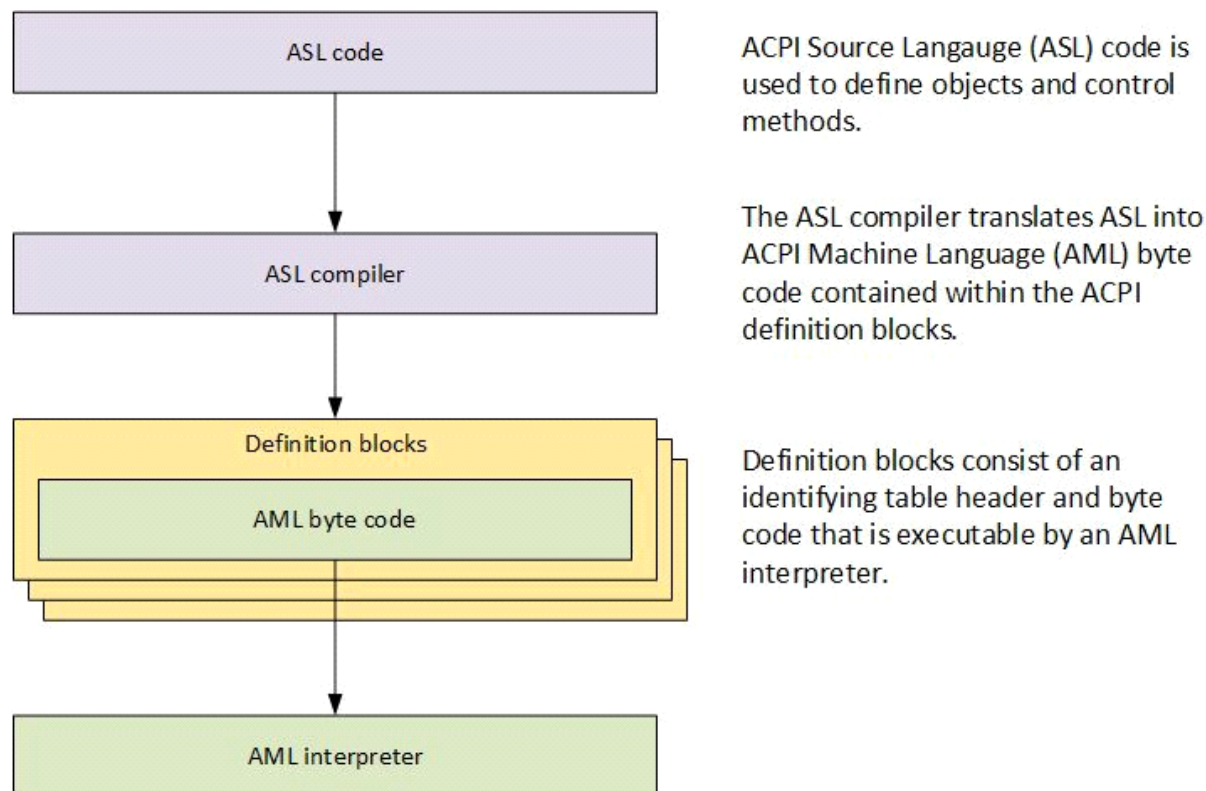 ASL code
ACPI Source Langauge (ASL) code is
used to define objects and control
methods.
ASL compiler
The ASL compiler translates ASL into
ACPI Machine Language (AML) byte
code contained within the ACPI
definition blocks.
Definition blocks
AML byte code
Definition blocks consist of an
identifying table header and byte
code that is executable by an AML
interpreter.
AML interpreter